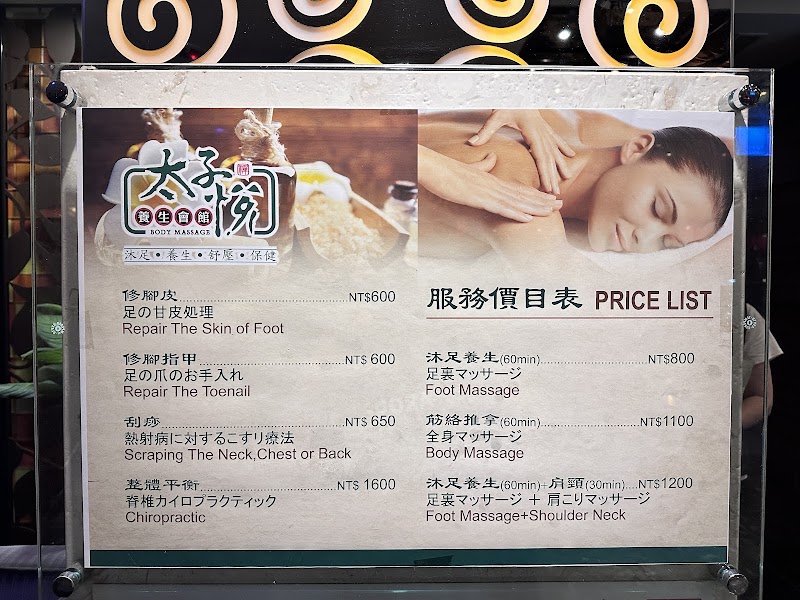 太子悅
養生會館
BODY MASSAGE
沐足•養生•舒壓•保健
修腳皮 NT$600
足の甘皮処理
Repair The Skin of Foot
修腳指甲 NT$ 600
足の爪のお手入れ
Repair The Toenail
刮痧 NT$ 650
熱射病に対するこすり療法
Scraping The Neck,Chest or Back
整體平衡 NT$ 1600
脊椎カイロプラクティック
Chiropractic
服務價目表 PRICE LIST
沐足養生(60min) NT$800
足裏マッサージ
Foot Massage
筋絡推拿(60min) NT$1100
全身マッサージ
Body Massage
沐足養生(60min)+肩頸(30min) NT$1200
足裏マッサージ + 肩こりマッサージ
Foot Massage+Shoulder Neck